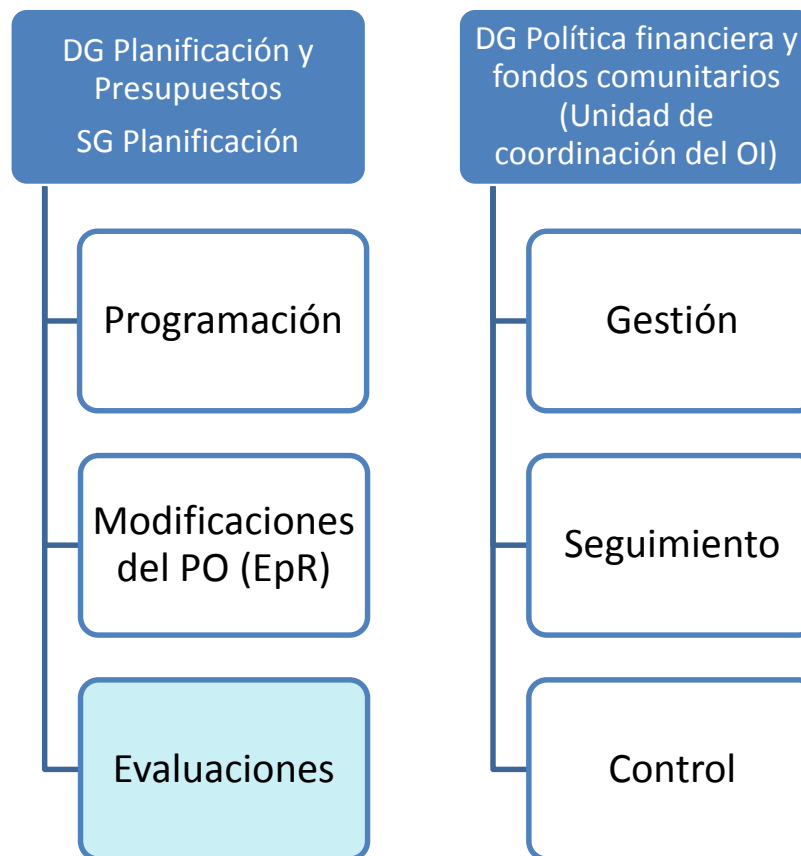 DG Planificación y
Presupuestos
SG Planificación
Programación
Modificaciones
del PO (EpR)
Evaluaciones
DG Política financiera y
fondos comunitarios
(Unidad de
coordinación del OI)
Gestión
Seguimiento
Control